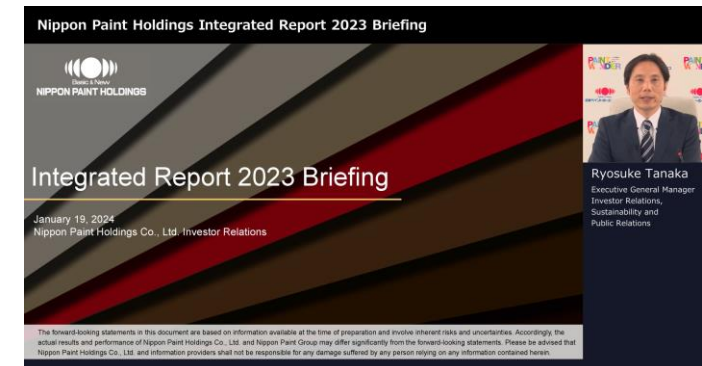 Nippon Paint Holdings Integrated Report 2023 Briefing
Basic & New
NIPPON PAINT HOLDINGS
Integrated Report 2023 Briefing
January 19, 2024
Nippon Paint Holdings Co., Ltd. Investor Relations
Ryosuke Tanaka
Executive General Manager
Investor Relations,
Sustainability and
Public Relations
The forward-looking statements in this document are based on information available at the time of preparation and involve inherent risks and uncertainties. Accordingly, the
actual results and performance of Nippon Paint Holdings Co., Ltd. and Nippon Paint Group may differ significantly from the forward-looking statements. Please be advised that
Nippon Paint Holdings Co., Ltd. and information providers shall not be responsible for any damage suffered by any person relying on any information contained herein.